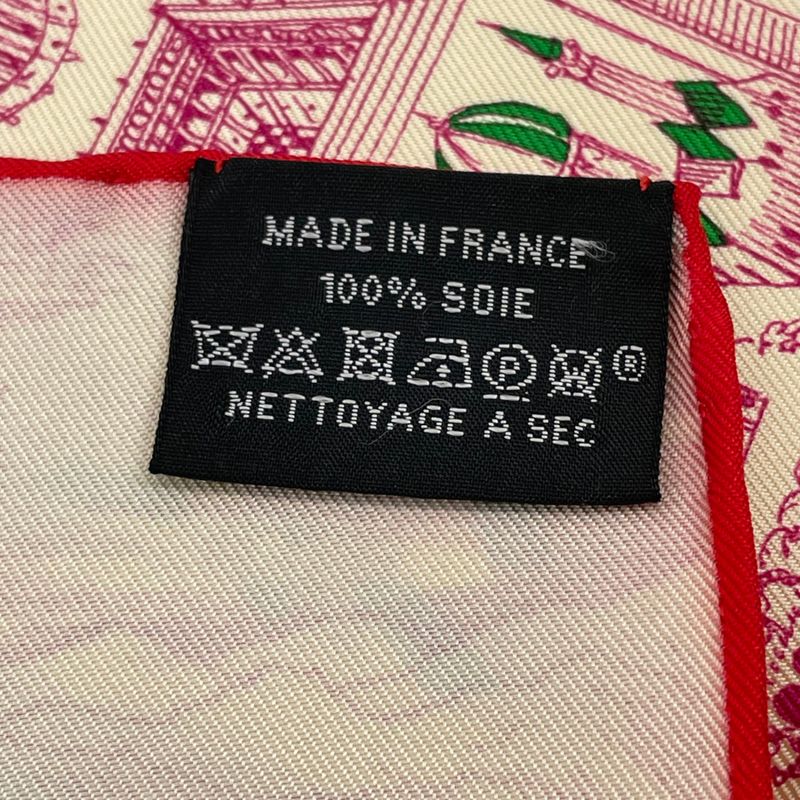 MADE IN FRANCE
100% SOIE
P W ®
NETTOYAGE A SEC